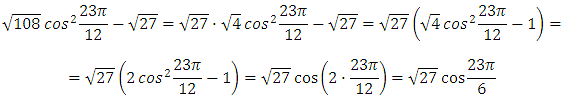 √108 cos² 23π/12 − √27 = √27 · √4 cos² 23π/12 − √27 = √27 (√4 cos² 23π/12 − 1) =
= √27 (2 cos² 23π/12 − 1) = √27 cos (2 · 23π/12) = √27 cos 23π/6